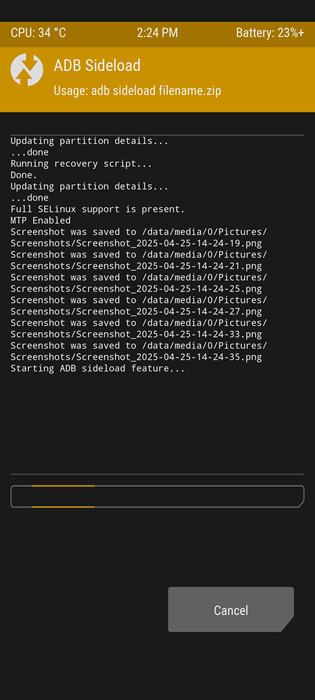 CPU: 34 °C 2:24 PM Battery: 23%+
ADB Sideload
Usage: adb sideload filename.zip
Updating partition details...
...done
Running recovery script...
Done.
Updating partition details...
...done
Full SELinux support is present.
MTP Enabled
Screenshot was saved to /data/media/0/Pictures/
Screenshots/Screenshot_2025-04-25-14-24-19.png
Screenshot was saved to /data/media/0/Pictures/
Screenshots/Screenshot_2025-04-25-14-24-21.png
Screenshot was saved to /data/media/0/Pictures/
Screenshots/Screenshot_2025-04-25-14-24-25.png
Screenshot was saved to /data/media/0/Pictures/
Screenshots/Screenshot_2025-04-25-14-24-27.png
Screenshot was saved to /data/media/0/Pictures/
Screenshots/Screenshot_2025-04-25-14-24-33.png
Screenshot was saved to /data/media/0/Pictures/
Screenshots/Screenshot_2025-04-25-14-24-35.png
Starting ADB sideload feature...
Cancel